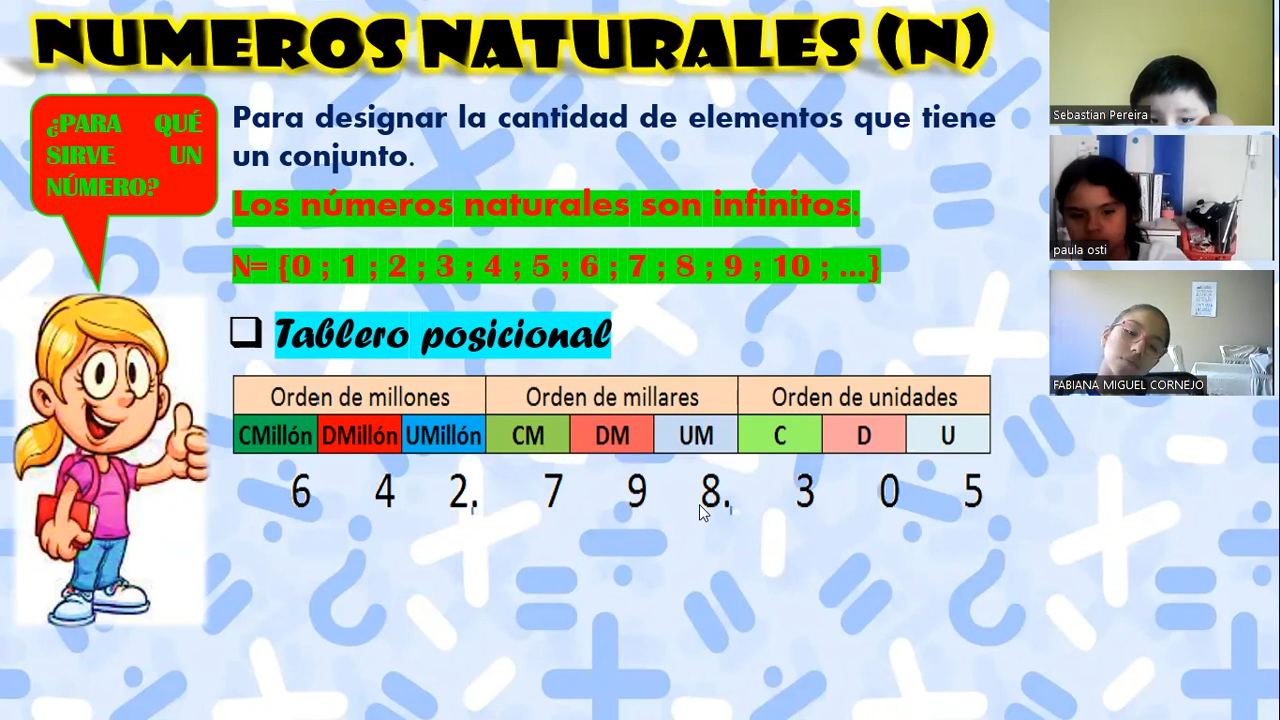 NUMEROS NATURALES (N)
¿PARA QUÉ
SIRVE UN
NÚMERO?
Para designar la cantidad de elementos que tiene
un conjunto.
Los números naturales son infinitos.
N= {0 ; 1 ; 2 ; 3 ; 4 ; 5 ; 6 ; 7 ; 8 ; 9 ; 10 ; ...}
Tablero posicional
Orden de millones Orden de millares Orden de unidades
CMillón DMillón UMillón CM DM UM C D U
6 4 2. 7 9 8. 3 0 5
Sebastian Pereira
paula osti
FABIANA MIGUEL CORNEJO